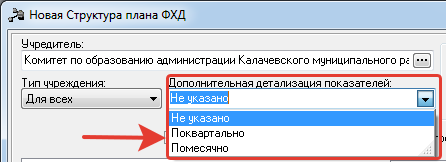 Новая Структура плана ФХД
Учредитель:
Комитет по образованию администрации Калачевского муниципального ра
Тип учреждения:
Дополнительная детализация показателей:
Для всех
Не указано
Не указано
Поквартально
Помесячно